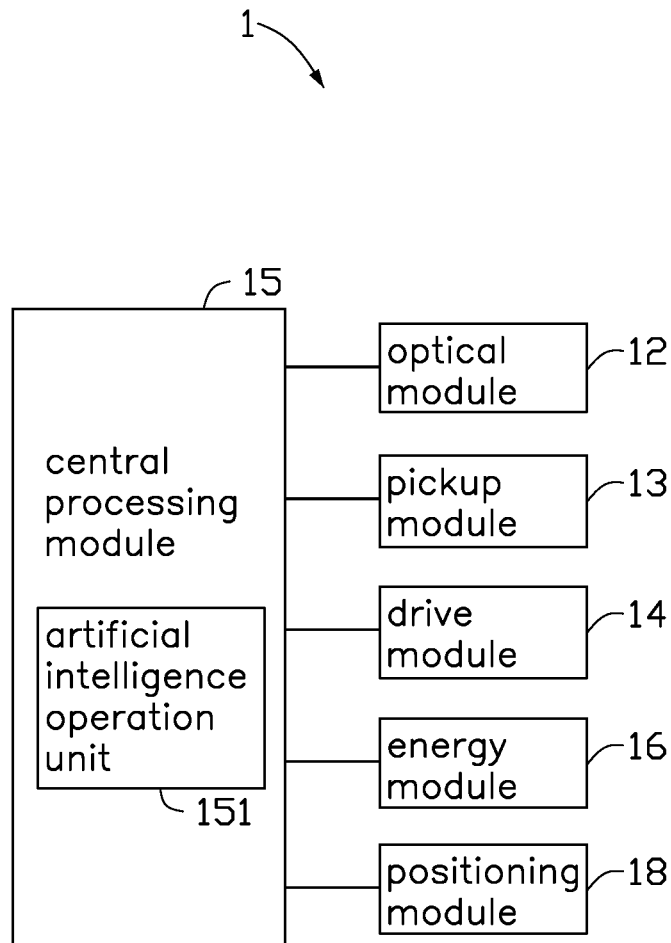 1
15
central
processing
module
artificial
intelligence
operation
unit
151
optical
module
12
pickup
module
13
drive
module
14
energy
module
16
positioning
module
18